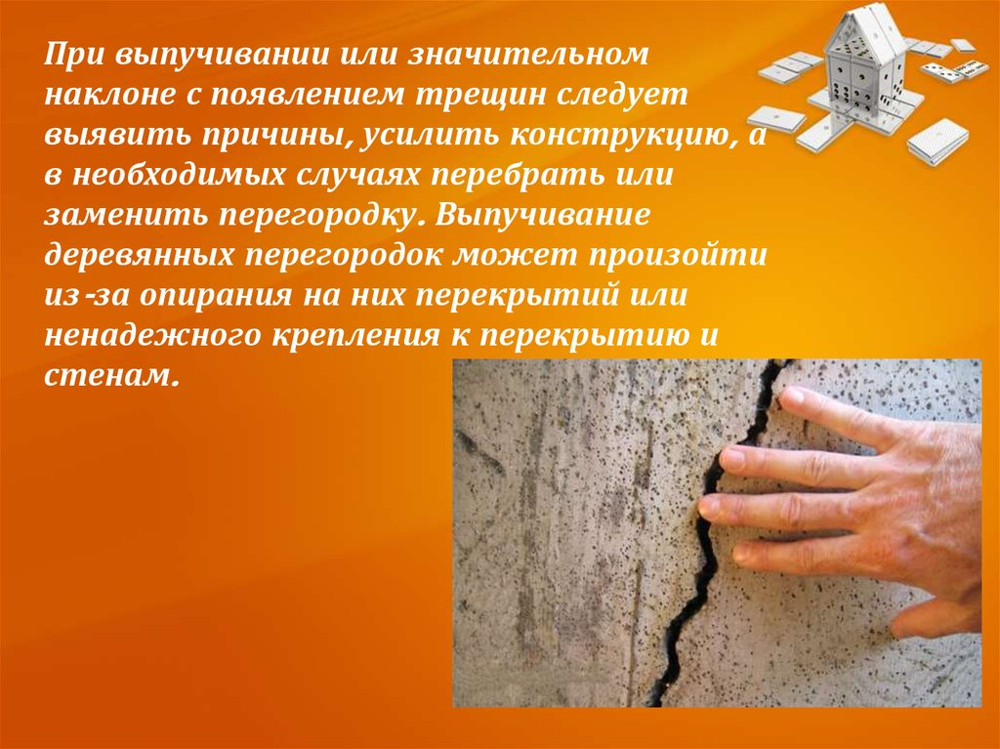 При выпучивании или значительном
наклоне с появлением трещин следует
выявить причины, усилить конструкцию, а
в необходимых случаях перебрать или
заменить перегородку. Выпучивание
деревянных перегородок может произойти
из-за опирания на них перекрытий или
ненадежного крепления к перекрытию и
стенам.